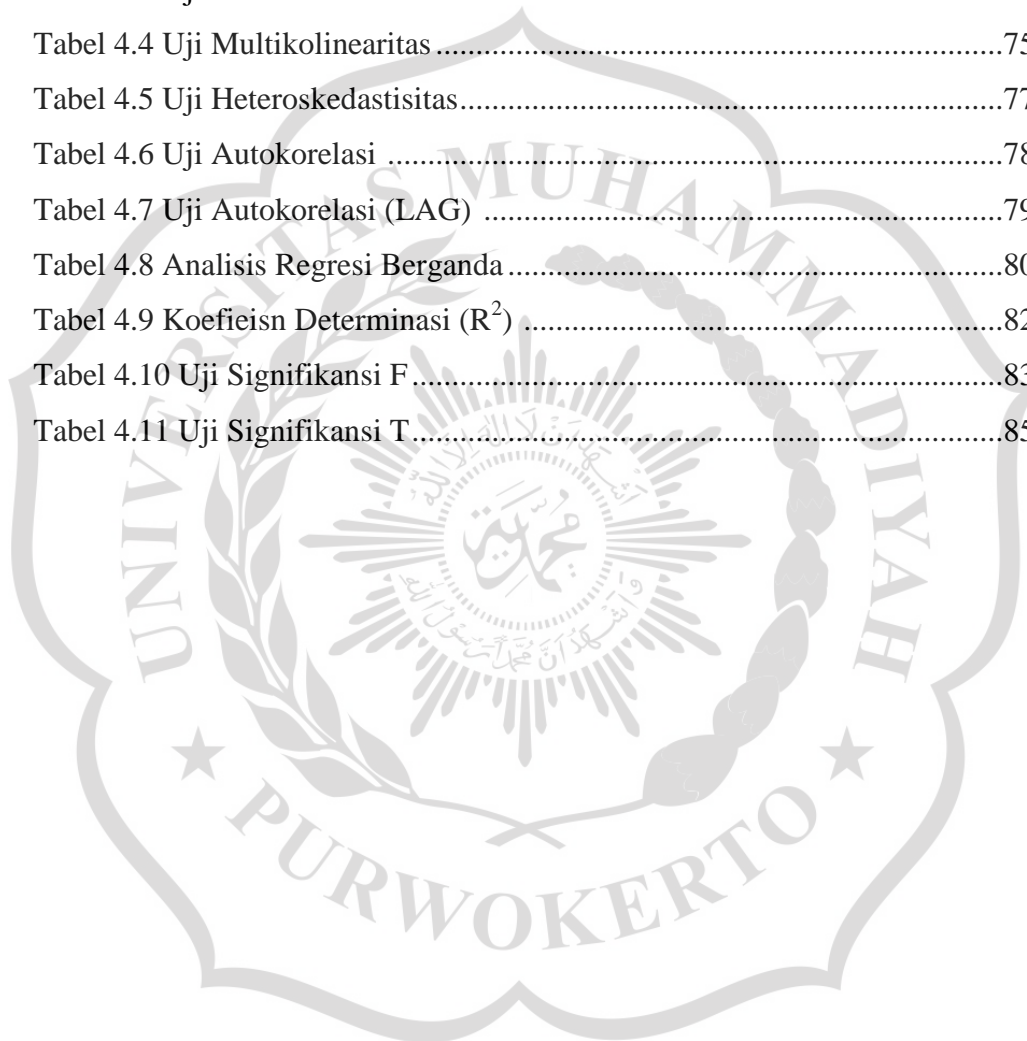 Tabel 4.4 Uji Multikolinearitas ........................................................................75
Tabel 4.5 Uji Heteroskedastisitas.....................................................................77
Tabel 4.6 Uji Autokorelasi ..............................................................................78
Tabel 4.7 Uji Autokorelasi (LAG) ..................................................................79
Tabel 4.8 Analisis Regresi Berganda...............................................................80
Tabel 4.9 Koefieisn Determinasi (R²) ............................................................82
Tabel 4.10 Uji Signifikansi F...........................................................................83
Tabel 4.11 Uji Signifikansi T...........................................................................85
UNIVERSITAS MUHAMMADIYAH
PURWOKERTO